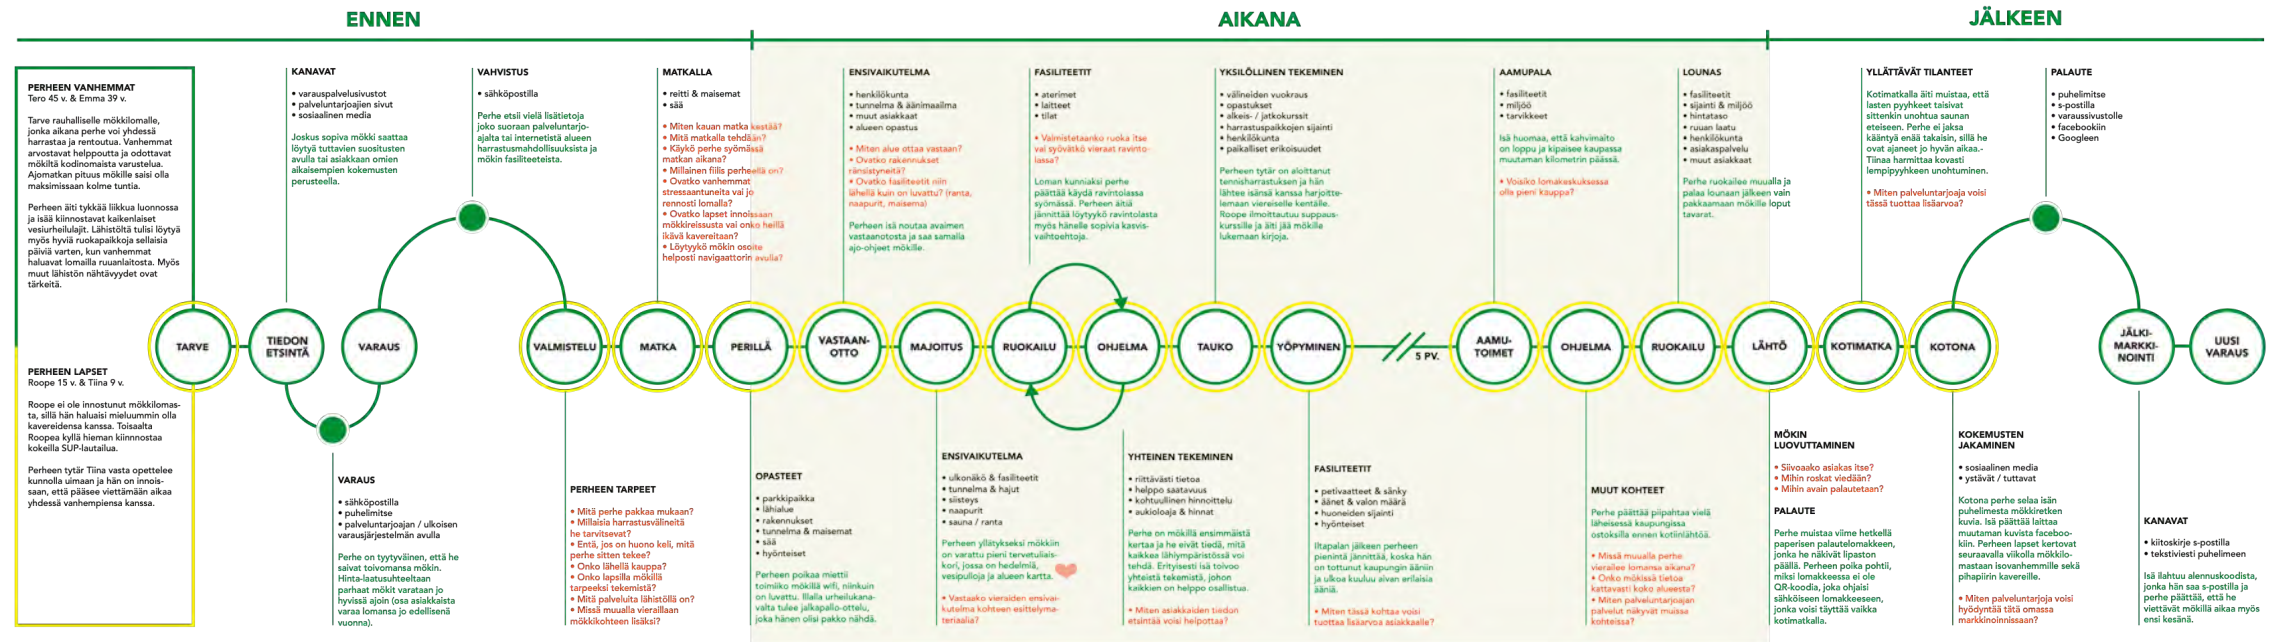 ENNEN
AIKANA
JÄLKEEN
PERHEEN VANHEMMAT
Tero 45 v. & Emma 39 v.
Tarve rauhalliselle mökkilomalle,
jonka aikana perhe voi yhdessä
harrastaa ja rentoutua. Vanhemmat
arvostavat helppoutta ja odottavat
mökiltä kodinomaista varustelua.
Ajomatkan pituus mökille saisi olla
maksimissaan kolme tuntia.
Perheen äiti tykkää liikkua luonnossa
ja isää kiinnostavat kaikenlaiset
vesiurheilulajit. Lähistöltä tulisi löytyä
myös hyviä ruokapaikkoja sellaisia
päiviä varten, kun vanhemmat
haluavat lomailla ruuanlaitosta. Myös
muut lähistön nähtävyydet ovat
tärkeitä.
PERHEEN LAPSET
Roope 15 v. & Tiina 9 v.
Roope ei ole innostunut mökkilomas-
ta, sillä hän haluaisi mieluummin olla
kavereidensa kanssa. Toisaalta
Roopea kyllä hieman kiinnnostaa
kokeilla SUP-lautailua.
Perheen tytär Tiina vasta opettelee
kunnolla uimaan ja hän on innois-
saan, että pääsee viettämään aikaa
yhdessä vanhempiensa kanssa.
KANAVAT
• varauspalvelusivustot
• palveluntarjoajien sivut
• sosiaalinen media
Joskus sopiva mökki saattaa
löytyä tuttavien suositusten
avulla tai asiakkaan omien
aikaisempien kokemusten
perusteella.
VAHVISTUS
• sähköpostilla
Perhe etsii vielä lisätietoja
joko suoraan palveluntarjo-
ajalta tai internetistä alueen
harrastusmahdollisuuksista ja
mökin fasiliteeteista.
MATKALLA
• reitti & maisemat
• sää
• Miten kauan matka kestää?
• Mitä matkalla tehdään?
• Käykö perhe syömässä
matkan aikana?
• Millainen fiilis perheellä on?
• Ovatko vanhemmat
stressaantuneita vai jo
rennosti lomalla?
• Ovatko lapset innoissaan
mökkireissusta vai onko heillä
ikävä kavereitaan?
• Löytyykö mökin osoite
helposti navigaattorin avulla?
ENSIVAIKUTELMA
• henkilökunta
• tunnelma & äänimaailma
• muut asiakkaat
• alueen opastus
• Miten alue ottaa vastaan?
• Ovatko rakennukset
ränsistyneitä?
• Ovatko fasiliteetit niin
lähellä kuin on luvattu? (ranta,
naapurit, maisema)
Perheen isä noutaa avaimen
vastaanotosta ja saa samalla
ajo-ohjeet mökille.
FASILITEETIT
• aterimet
• laitteet
• tilat
• Valmistetaanko ruoka itse
vai syövätkö vieraat ravinto-
lassa?
Loman kunniaksi perhe
päättää käydä ravintolassa
syömässä. Perheen äitiä
jännittää löytyykö ravintolasta
myös hänelle sopivia kasvis-
vaihtoehtoja.
YKSILÖLLINEN TEKEMINEN
• välineiden vuokraus
• opastukset
• alkeis- / jatkokurssit
• harrastuspaikkojen sijainti
• henkilökunta
• paikalliset erikoisuudet
Perheen tytär on aloittanut
tennisharrastuksen ja hän
lähtee isänsä kanssa harjoitte-
lemaan viereiselle kentälle.
Roope ilmoittautuu suppaus-
kurssille ja äiti jää mökille
lukemaan kirjoja.
AAMUPALA
• fasiliteetit
• miljöö
• tarvikkeet
Isä huomaa, että kahvimaito
on loppu ja kipaisee kaupassa
muutaman kilometrin päässä.
• Voisiko lomakeskuksessa
olla pieni kauppa?
LOUNAS
• fasiliteetit
• sijainti & miljöö
• hintataso
• ruuan laatu
• henkilökunta
• asiakaspalvelu
• muut asiakkaat
Perhe ruokailee muualla ja
palaa lounaan jälkeen vain
pakkaamaan mökille loput
tavarat.
YLLÄTTÄVÄT TILANTEET
Kotimatkalla äiti muistaa, että
lasten pyyhkeet taisivat
sittenkin unohtua saunan
eteiseen. Perhe ei jaksa
kääntyä enää takaisin, sillä he
ovat ajaneet jo hyvän aikaa.-
Tiinaa harmittaa kovasti
lempipyyhkeen unohtuminen.
• Miten palveluntarjoaja voisi
tässä tuottaa lisäarvoa?
PALAUTE
• puhelimitse
• s-postilla
• varaussivustolle
• facebookiin
• Googleen
TARVE
TIEDON
ETSINTÄ
VARAUS
VALMISTELU
MATKA
PERILLÄ
VASTAAN-
OTTO
MAJOITUS
RUOKAILU
OHJELMA
TAUKO
YÖPYMINEN
5 PV.
AAMU-
TOIMET
OHJELMA
RUOKAILU
LÄHTÖ
KOTIMATKA
KOTONA
JÄLKI-
MARKKI-
NOINTI
UUSI
VARAUS
VARAUS
• sähköpostilla
• puhelimitse
• palveluntarjoajan / ulkoisen
varausjärjestelmän avulla
Perhe on tyytyväinen, että he
saivat toivomansa mökin.
Hinta-laatusuhteeltaan
parhaat mökit varataan jo
hyvissä ajoin (osa asiakkaista
varaa lomansa jo edellisenä
vuonna).
PERHEEN TARPEET
• Mitä perhe pakkaa mukaan?
• Millaisia harrastusvälineitä
he tarvitsevat?
• Entä, jos on huono keli, mitä
perhe sitten tekee?
• Onko lähellä kauppa?
• Onko lapsilla mökillä
tarpeeksi tekemistä?
• Mitä palveluita lähistöllä on?
• Missä muualla vieraillaan
mökkikohteen lisäksi?
OPASTEET
• parkkipaikka
• lähialue
• rakennukset
• tunnelma & maisemat
• sää
• hyönteiset
Perheen poikaa miettii
toimiiko mökillä wifi, niinkuin
on luvattu. Illalla urheilukana-
valta tulee jalkapallo-ottelu,
joka hänen olisi pakko nähdä.
ENSIVAIKUTELMA
• ulkonäkö & fasiliteetit
• tunnelma & hajut
• siisteys
• naapurit
• sauna / ranta
Perheen yllätykseksi mökkiin
on varattu pieni tervetuliais-
kori, jossa on hedelmiä,
vesipulloja ja alueen kartta.
• Vastaako vieraiden ensivai-
kutelma kohteen esittelyma-
teriaalia?
YHTEINEN TEKEMINEN
• riittävästi tietoa
• helppo saatavuus
• kohtuullinen hinnoittelu
• aukioloaja & hinnat
Perhe on mökillä ensimmäistä
kertaa ja he eivät tiedä, mitä
kaikkea lähiympäristössä voi
tehdä. Erityisesti isä toivoo
yhteistä tekemistä, johon
kaikkien on helppo osallistua.
• Miten asiakkaiden tiedon
etsintää voisi helpottaa?
FASILITEETIT
• petivaatteet & sänky
• äänet & valon määrä
• huoneiden sijainti
• hyönteiset
Iltapalan jälkeen perheen
pienintä jännittää, koska hän
on tottunut kaupungin ääniin
ja ulkoa kuuluu aivan erilaisia
ääniä.
• Miten tässä kohtaa voisi
tuottaa lisäarvoa asiakkaalle?
MUUT KOHTEET
Perhe päättää piipahtaa vielä
läheisessä kaupungissa
ostoksilla ennen kotiinlähtöä.
• Missä muualla perhe
vierailee lomansa aikana?
• Onko mökissä tietoa
kattavasti koko alueesta?
• Miten palveluntarjoajan
palvelut näkyvät muissa
kohteissa?
MÖKIN
LUOVUTTAMINEN
• Siivoaako asiakas itse?
• Mihin roskat viedään?
• Mihin avain palautetaan?
PALAUTE
Perhe muistaa viime hetkellä
paperisen palautelomakkeen,
jonka he näkivät lipaston
päällä. Perheen poika pohtii,
miksi lomakkeessa ei ole
QR-koodia, joka ohjaisi
sähköiseen lomakkeeseen,
jonka voisi täyttää vaikka
kotimatkalla.
KOKEMUSTEN
JAKAMINEN
• sosiaalinen media
• ystävät / tuttavat
Kotona perhe selaa isän
puhelimesta mökkiretken
kuvia. Isä päättää laittaa
muutaman kuvista faceboo-
kiin. Perheen lapset kertovat
seuraavalla viikolla mökkilo-
mastaan isovanhemmille sekä
pihapiirin kavereille.
• Miten palveluntarjoja voisi
hyödyntää tätä omassa
markkinoinnissaan?
KANAVAT
• kiitoskirje s-postilla
• tekstiviesti puhelimeen
Isä ilahtuu alennuskoodista,
jonka hän saa s-postilla ja
perhe päättää, että he
viettävät mökillä aikaa myös
ensi kesänä.